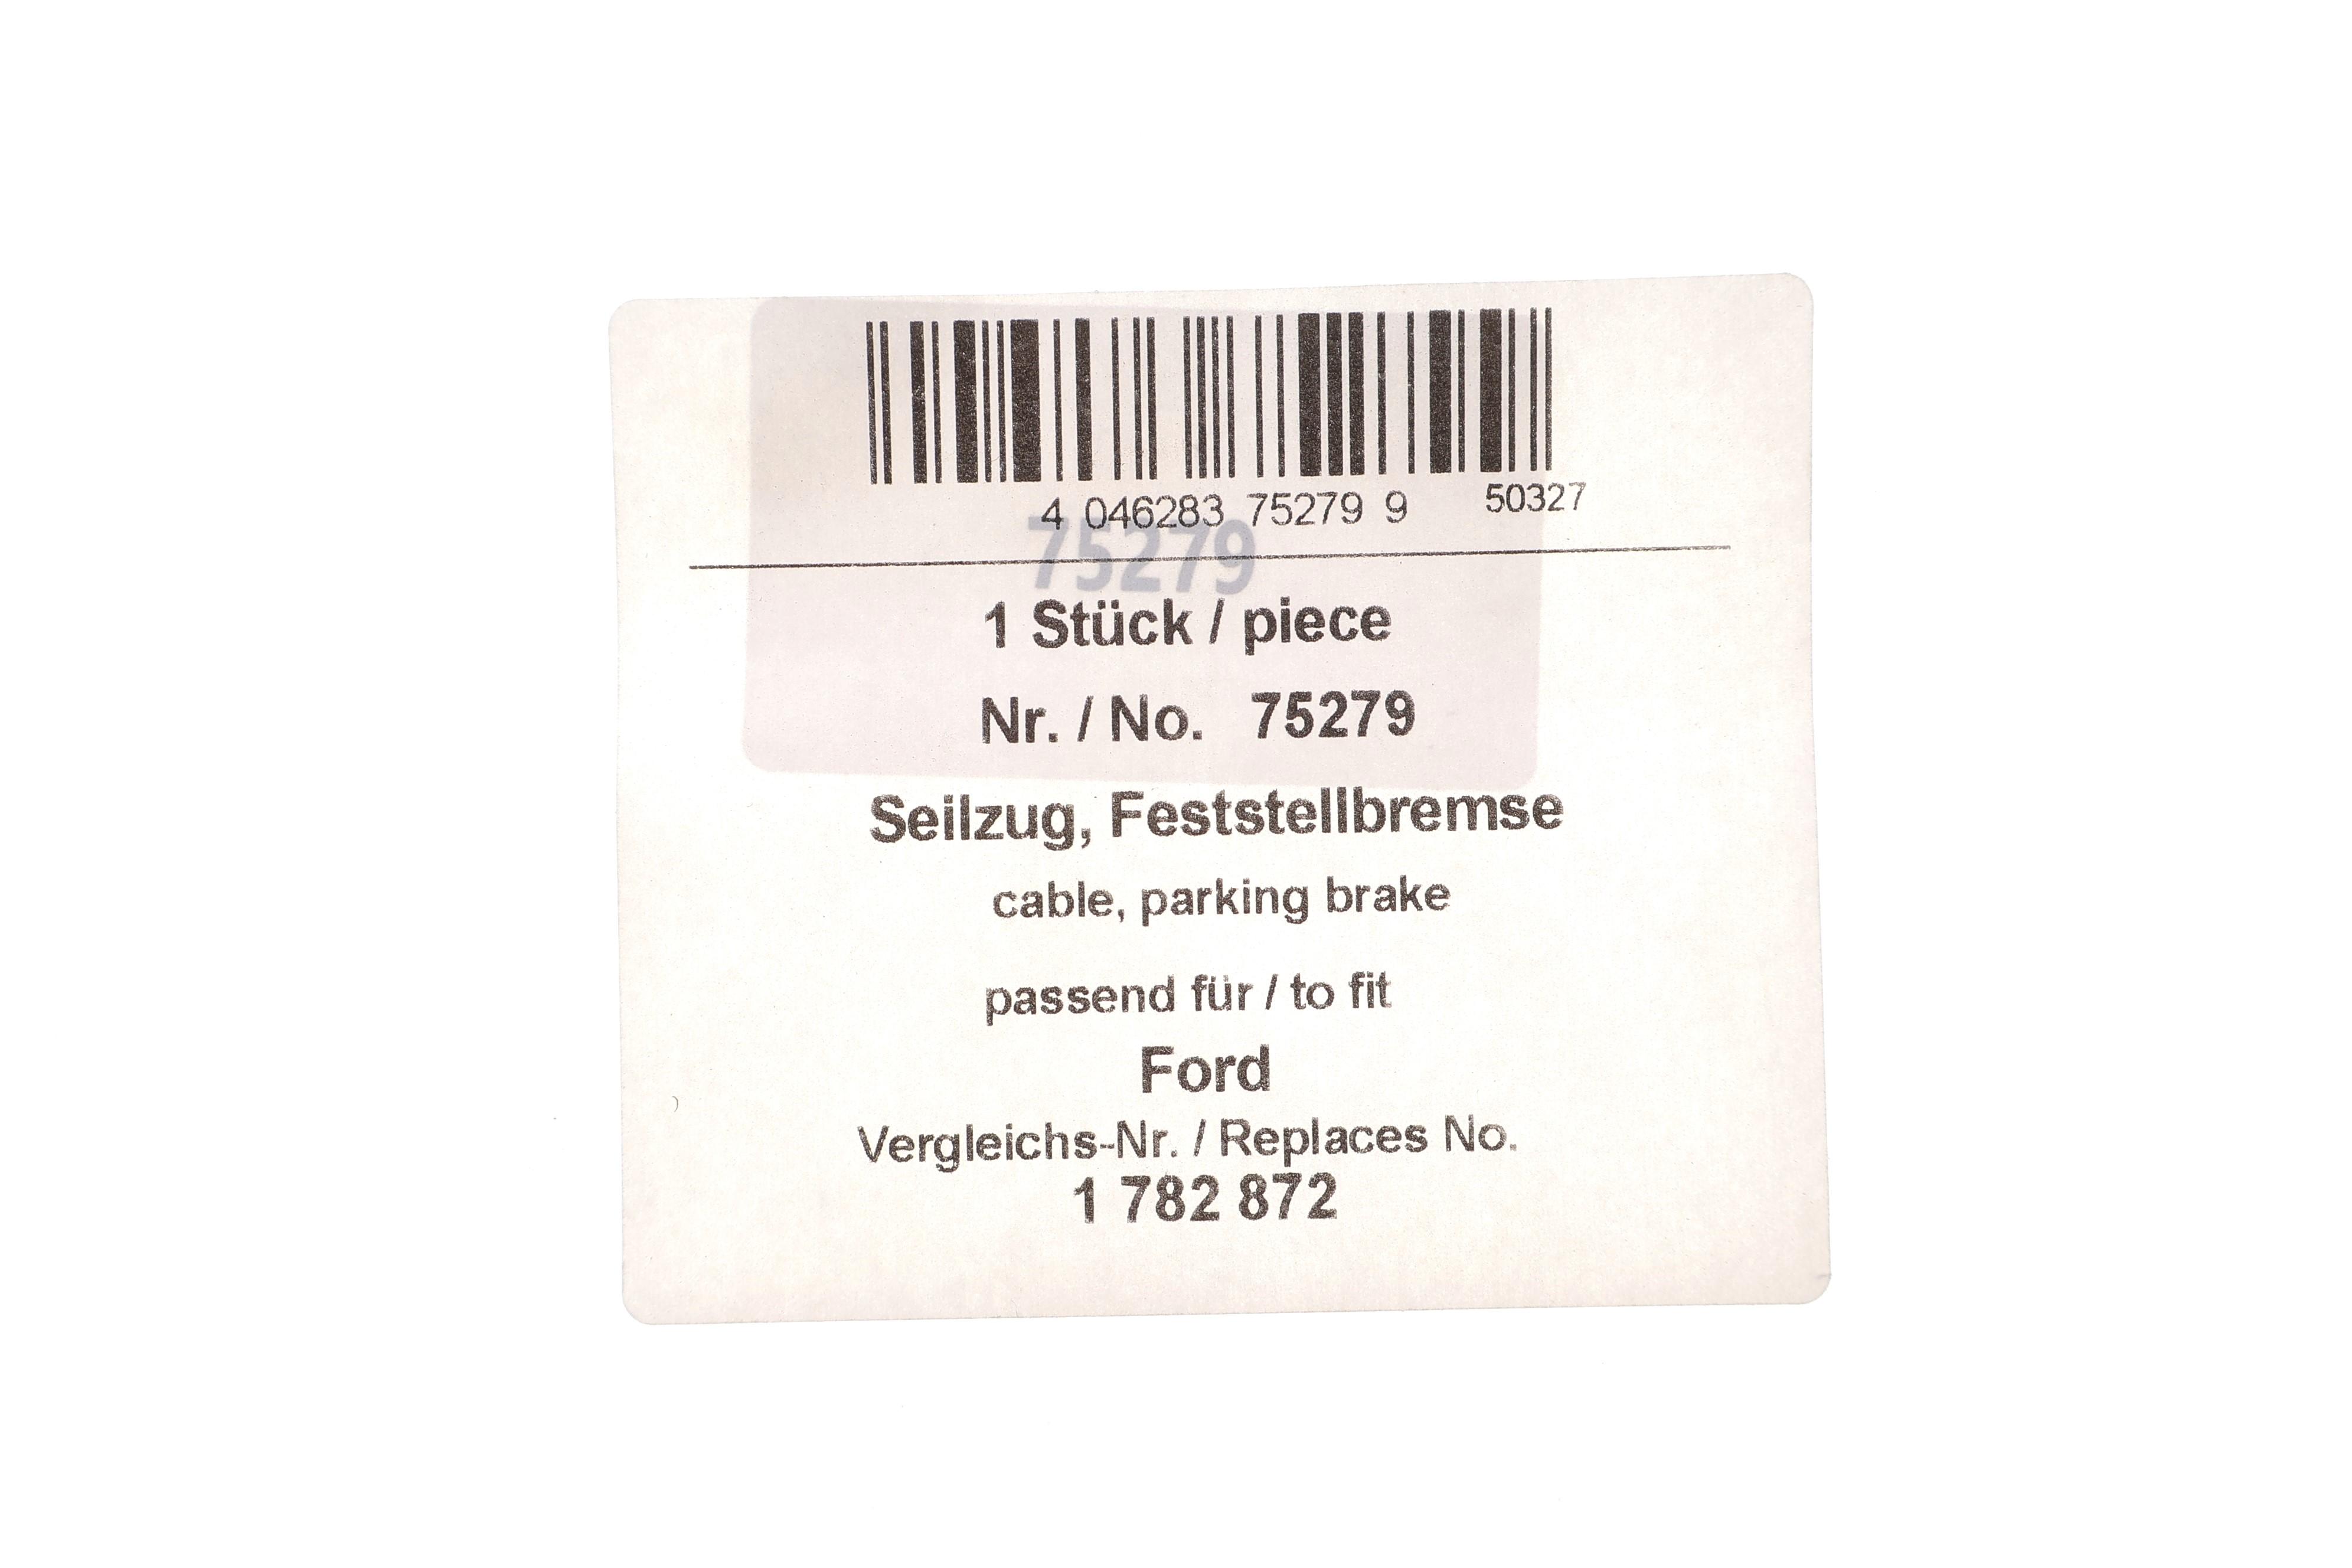 4 046283 75279 9 50327
75279
1 Stück / piece
Nr. / No. 75279
Seilzug, Feststellbremse
cable, parking brake
passend für / to fit
Ford
Vergleichs-Nr. / Replaces No.
1 782 872